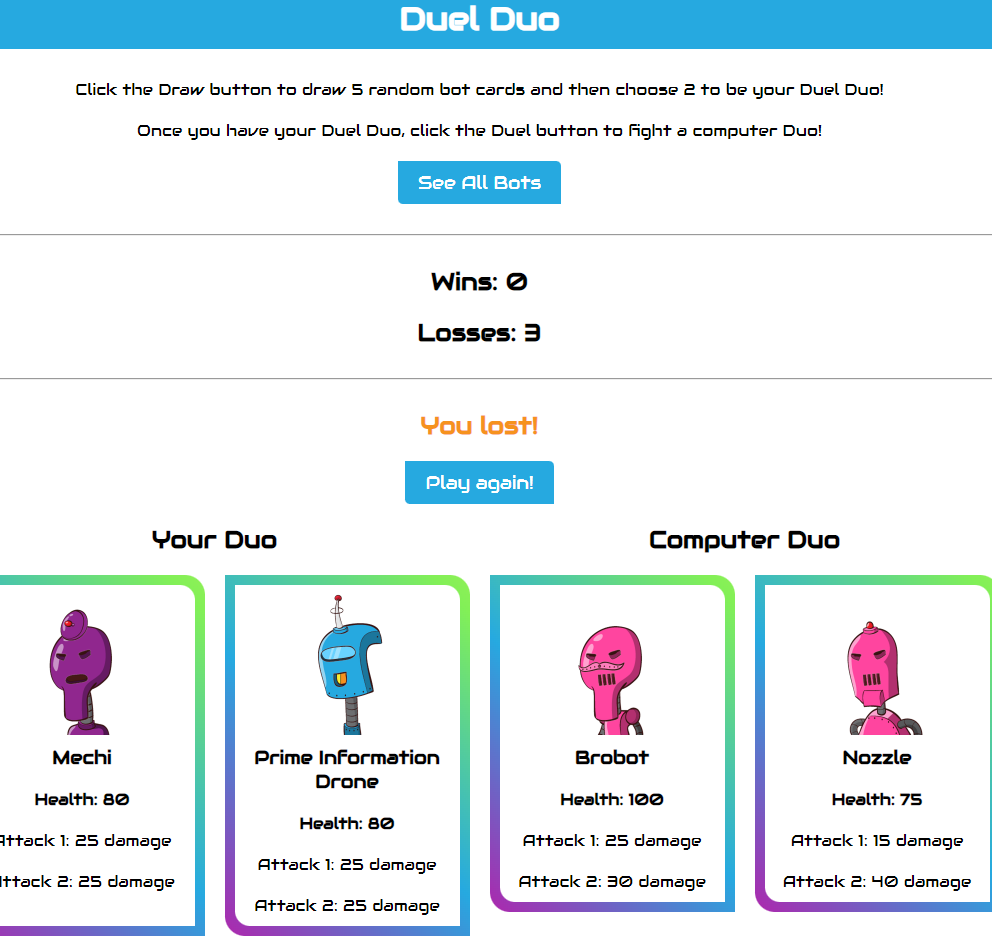 Duel Duo
Click the Draw button to draw 5 random bot cards and then choose 2 to be your Duel Duo!
Once you have your Duel Duo, click the Duel button to fight a computer Duo!
See All Bots
Wins: 0
Losses: 3
You lost!
Play again!
Your Duo
Computer Duo
Mechi
Health: 80
Attack 1: 25 damage
Attack 2: 25 damage
Prime Information
Drone
Health: 80
Attack 1: 25 damage
Attack 2: 25 damage
Brobot
Health: 100
Attack 1: 25 damage
Attack 2: 30 damage
Nozzle
Health: 75
Attack 1: 15 damage
Attack 2: 40 damage